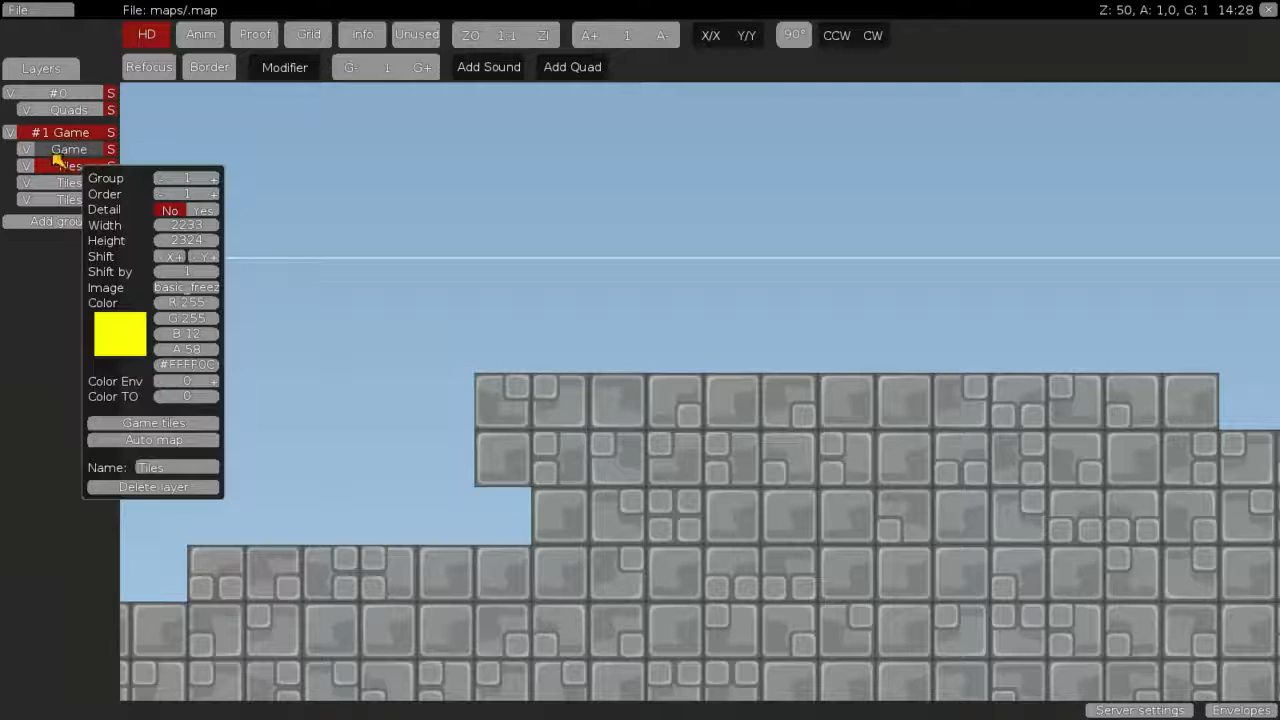 File File: maps/.map Z: 50, A: 1,0, G: 1 14:28 ×
HD Anim Proof Grid Info Unused ZO 1:1 ZI A+ 1 A- X/X Y/Y 90° CCW CW
Refocus Border Modifier G- 1 G+ Add Sound Add Quad
Layers
V #0 S
V Quads S
V #1 Game S
V Game S
V Tiles S
V Tiles
V Tiles
Add grou
Group - 1 +
Order - 1 +
Detail No Yes
Width 2233
Height 2324
Shift X+ Y+
Shift by 1
Image basic_freez
Color R 255
G 255
B 12
A 58
#FFFF0C
Color Env 0 +
Color TO 0
Game tiles
Auto map
Name: Tiles
Delete layer
Server settings Envelopes